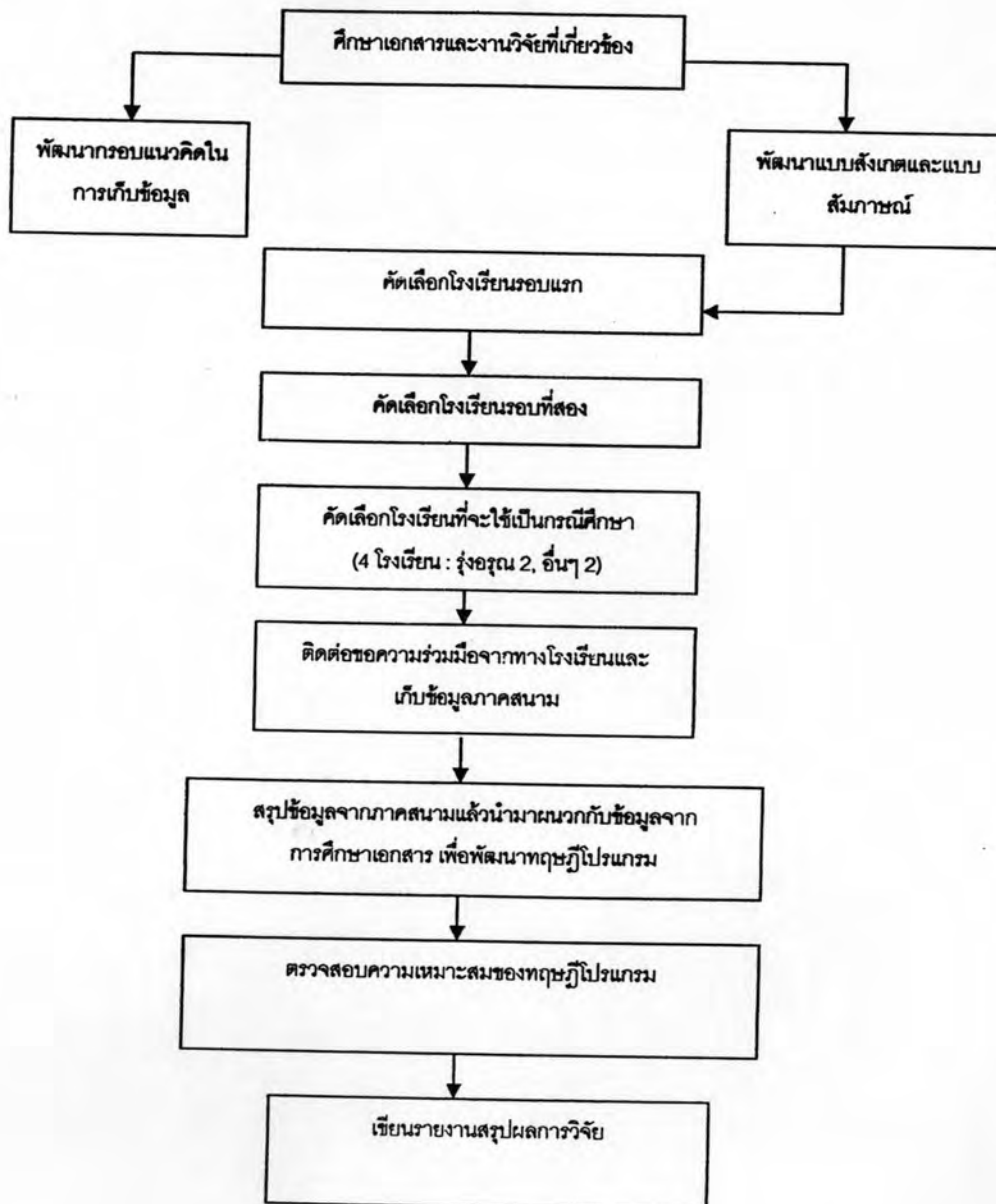 ศึกษาเอกสารและงานวิจัยที่เกี่ยวข้อง
พัฒนากรอบแนวคิดใน
การเก็บข้อมูล
พัฒนาแบบสังเกตและแบบ
สัมภาษณ์
คัดเลือกโรงเรียนรอบแรก
คัดเลือกโรงเรียนรอบที่สอง
คัดเลือกโรงเรียนที่จะใช้เป็นกรณีศึกษา
(4 โรงเรียน : รุ่งอรุณ 2, อื่นๆ 2)
ติดต่อขอความร่วมมือจากทางโรงเรียนและ
เก็บข้อมูลภาคสนาม
สรุปข้อมูลจากภาคสนามแล้วนำมาผนวกกับข้อมูลจาก
การศึกษาเอกสาร เพื่อพัฒนาทฤษฎีโปรแกรม
ตรวจสอบความเหมาะสมของทฤษฎีโปรแกรม
เขียนรายงานสรุปผลการวิจัย